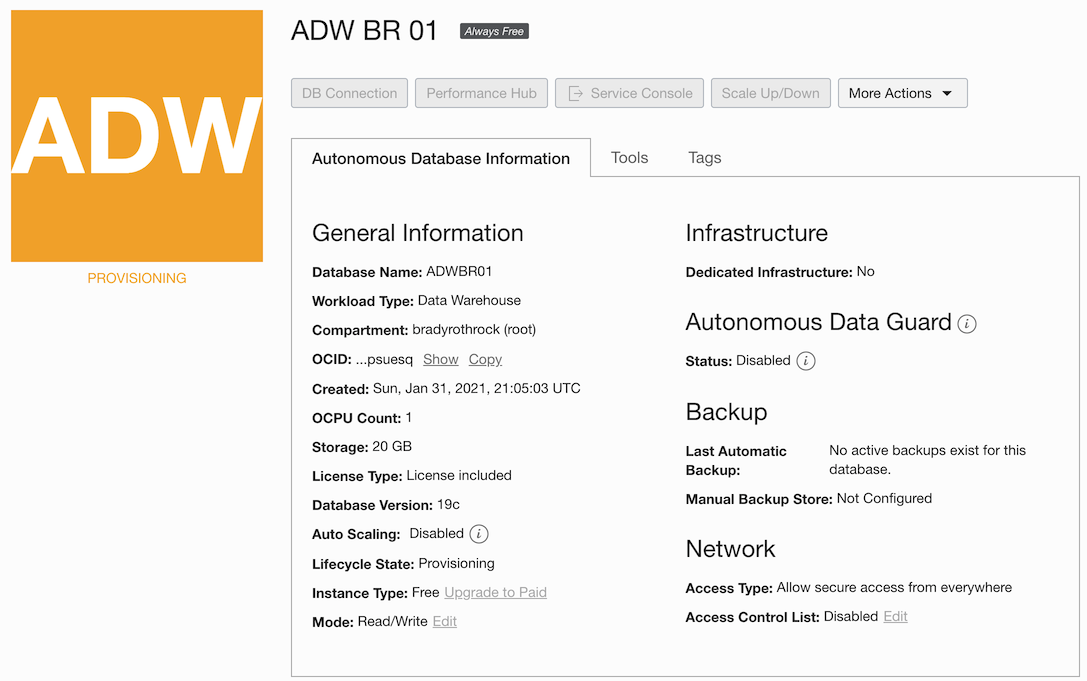 ADW
PROVISIONING
ADW BR 01 Always Free
DB Connection Performance Hub Service Console Scale Up/Down More Actions
Autonomous Database Information Tools Tags
General Information
Database Name: ADWBR01
Workload Type: Data Warehouse
Compartment: bradyrothrock (root)
OCID: ...psuesq Show Copy
Created: Sun, Jan 31, 2021, 21:05:03 UTC
OCPU Count: 1
Storage: 20 GB
License Type: License included
Database Version: 19c
Auto Scaling: Disabled i
Lifecycle State: Provisioning
Instance Type: Free Upgrade to Paid
Mode: Read/Write Edit
Infrastructure
Dedicated Infrastructure: No
Autonomous Data Guard i
Status: Disabled i
Backup
Last Automatic Backup: No active backups exist for this database.
Manual Backup Store: Not Configured
Network
Access Type: Allow secure access from everywhere
Access Control List: Disabled Edit